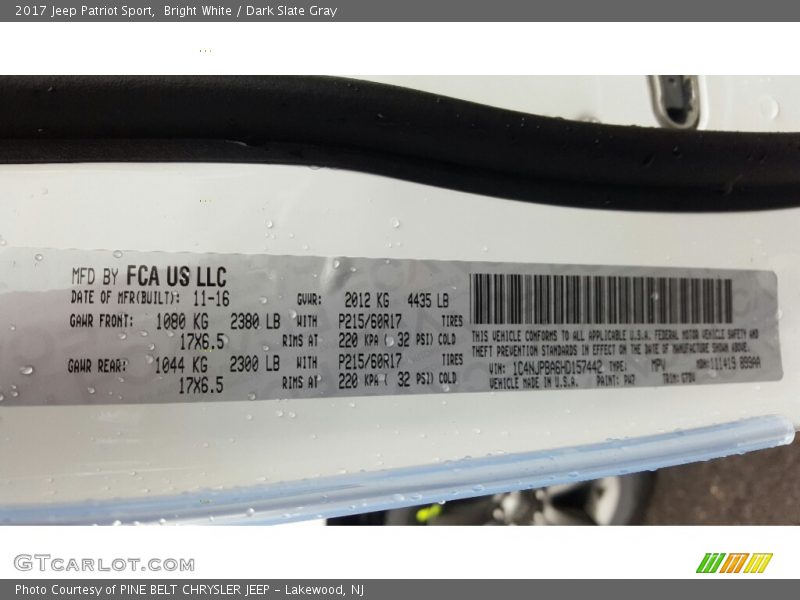 2017 Jeep Patriot Sport,  Bright White / Dark Slate Gray
MFD BY FCA US LLC
DATE OF MFR(BUILT): 11-16 GVWR: 2012 KG 4435 LB
GAWR FRONT: 1080 KG 2380 LB WITH P215/60R17 TIRES
17X6.5 RIMS AT 220 KPA ( 32 PSI) COLD
GAWR REAR: 1044 KG 2300 LB WITH P215/60R17 TIRES
17X6.5 RIMS AT 220 KPA ( 32 PSI) COLD
THIS VEHICLE CONFORMS TO ALL APPLICABLE U.S.A. FEDERAL MOTOR VEHICLE SAFETY AND
THEFT PREVENTION STANDARDS IN EFFECT ON THE DATE OF MANUFACTURE SHOWN ABOVE.
VIN: 1C4NJPBA6HD157442 TYPE: MPV MDH:111419 899AA
VEHICLE MADE IN U.S.A. PAINT: PW7 TRIM:
GTCARLOT.COM
Photo Courtesy of PINE BELT CHRYSLER JEEP - Lakewood, NJ